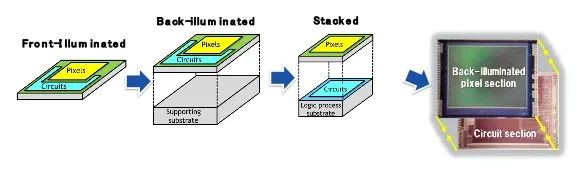 Front-Illuminated
Pixels
Circuits
Back-illuminated
Pixels
Circuits
Supporting
substrate
Stacked
Pixels
Circuits
Logic process
substrate
Back-illuminated
pixel section
Circuit section